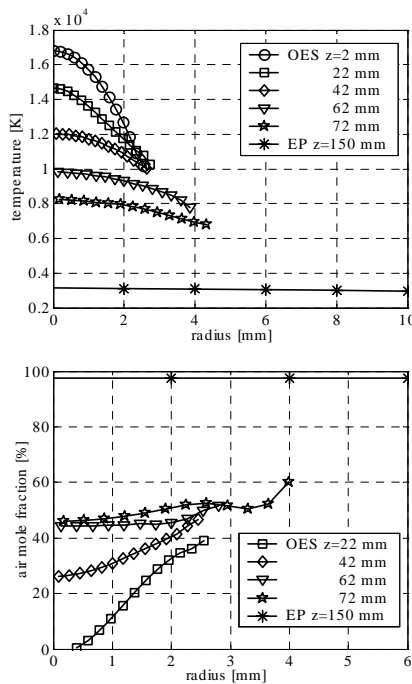 x 10⁴
1.8
1.6
1.4
1.2
1.0
0.8
0.6
0.4
0.2
temperature [K]
OES z=2 mm
22 mm
42 mm
62 mm
72 mm
EP z=150 mm
0 2 4 6 8 10
radius [mm]
100
80
60
40
20
0
air mole fraction [%]
OES z=22 mm
42 mm
62 mm
72 mm
EP z=150 mm
0 1 2 3 4 5 6
radius [mm]